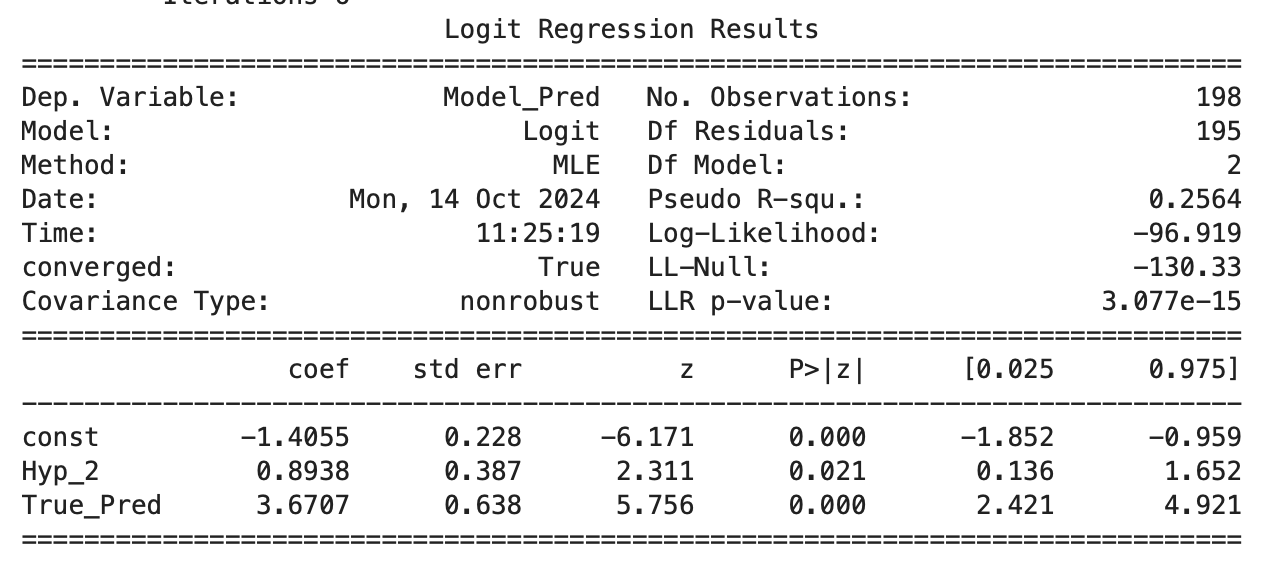 Iterations 6
Logit Regression Results
==============================================================================
Dep. Variable: Model_Pred No. Observations: 198
Model: Logit Df Residuals: 195
Method: MLE Df Model: 2
Date: Mon, 14 Oct 2024 Pseudo R-squ.: 0.2564
Time: 11:25:19 Log-Likelihood: -96.919
converged: True LL-Null: -130.33
Covariance Type: nonrobust LLR p-value: 3.077e-15
==============================================================================
coef std err z P>|z| [0.025 0.975]
------------------------------------------------------------------------------
const -1.4055 0.228 -6.171 0.000 -1.852 -0.959
Hyp_2 0.8938 0.387 2.311 0.021 0.136 1.652
True_Pred 3.6707 0.638 5.756 0.000 2.421 4.921
==============================================================================